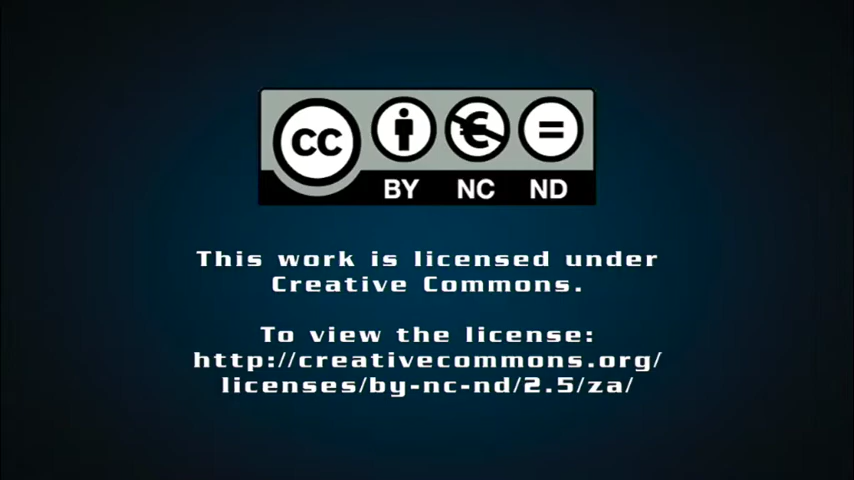 cc
BY NC ND
This work is licensed under
Creative Commons.
To view the license:
http://creativecommons.org/
licenses/by-nc-nd/2.5/za/